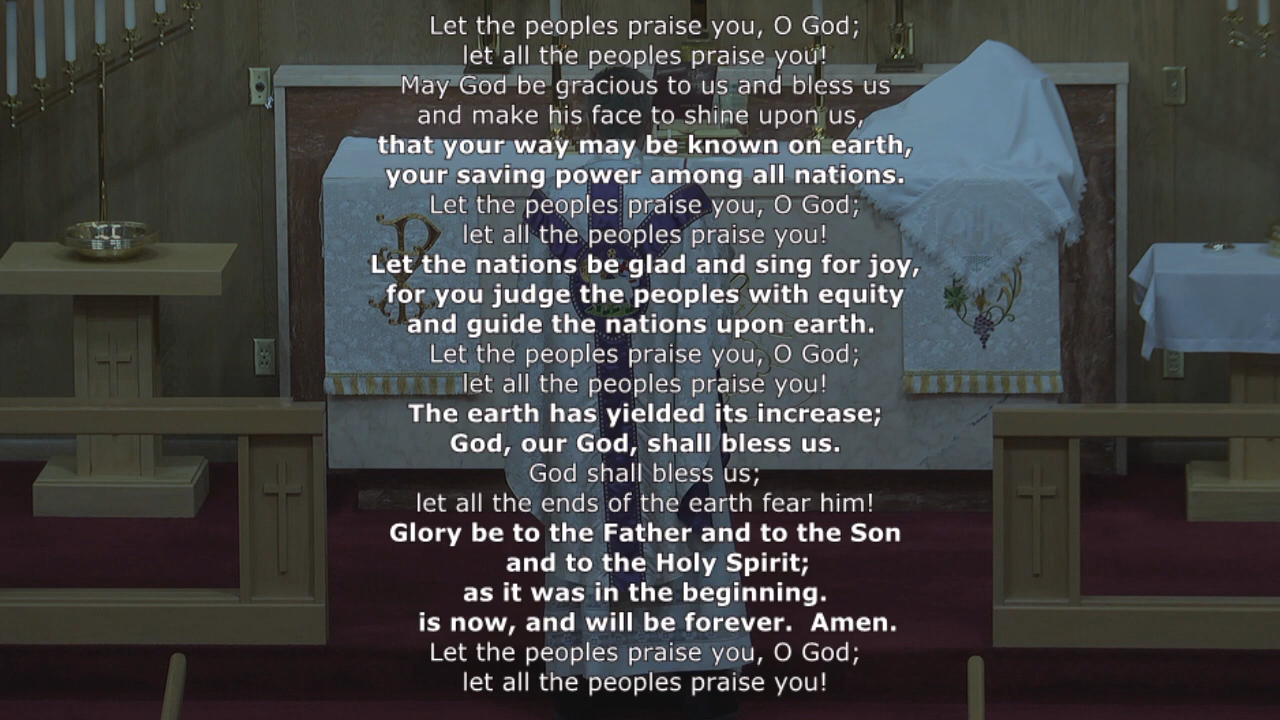 Let the peoples praise you, O God;
let all the peoples praise you!
May God be gracious to us and bless us
and make his face to shine upon us,
that your way may be known on earth,
your saving power among all nations.
Let the peoples praise you, O God;
let all the peoples praise you!
Let the nations be glad and sing for joy,
for you judge the peoples with equity
and guide the nations upon earth.
Let the peoples praise you, O God;
let all the peoples praise you!
The earth has yielded its increase;
God, our God, shall bless us.
God shall bless us;
let all the ends of the earth fear him!
Glory be to the Father and to the Son
and to the Holy Spirit;
as it was in the beginning.
is now, and will be forever.  Amen.
Let the peoples praise you, O God;
let all the peoples praise you!